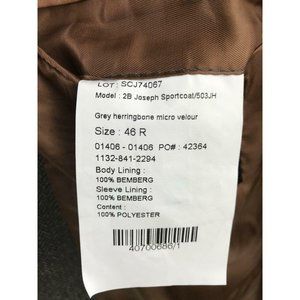 LOT : SCJ74067
Model : 2B Joseph Sportcoat/503JH
Grey herringbone micro velour
Size : 46 R
01406 - 01406 PO# : 42364
1132-841-2294
Body Lining :
100% BEMBERG
Sleeve Lining :
100% BEMBERG
Content :
100% POLYESTER
40700686/1